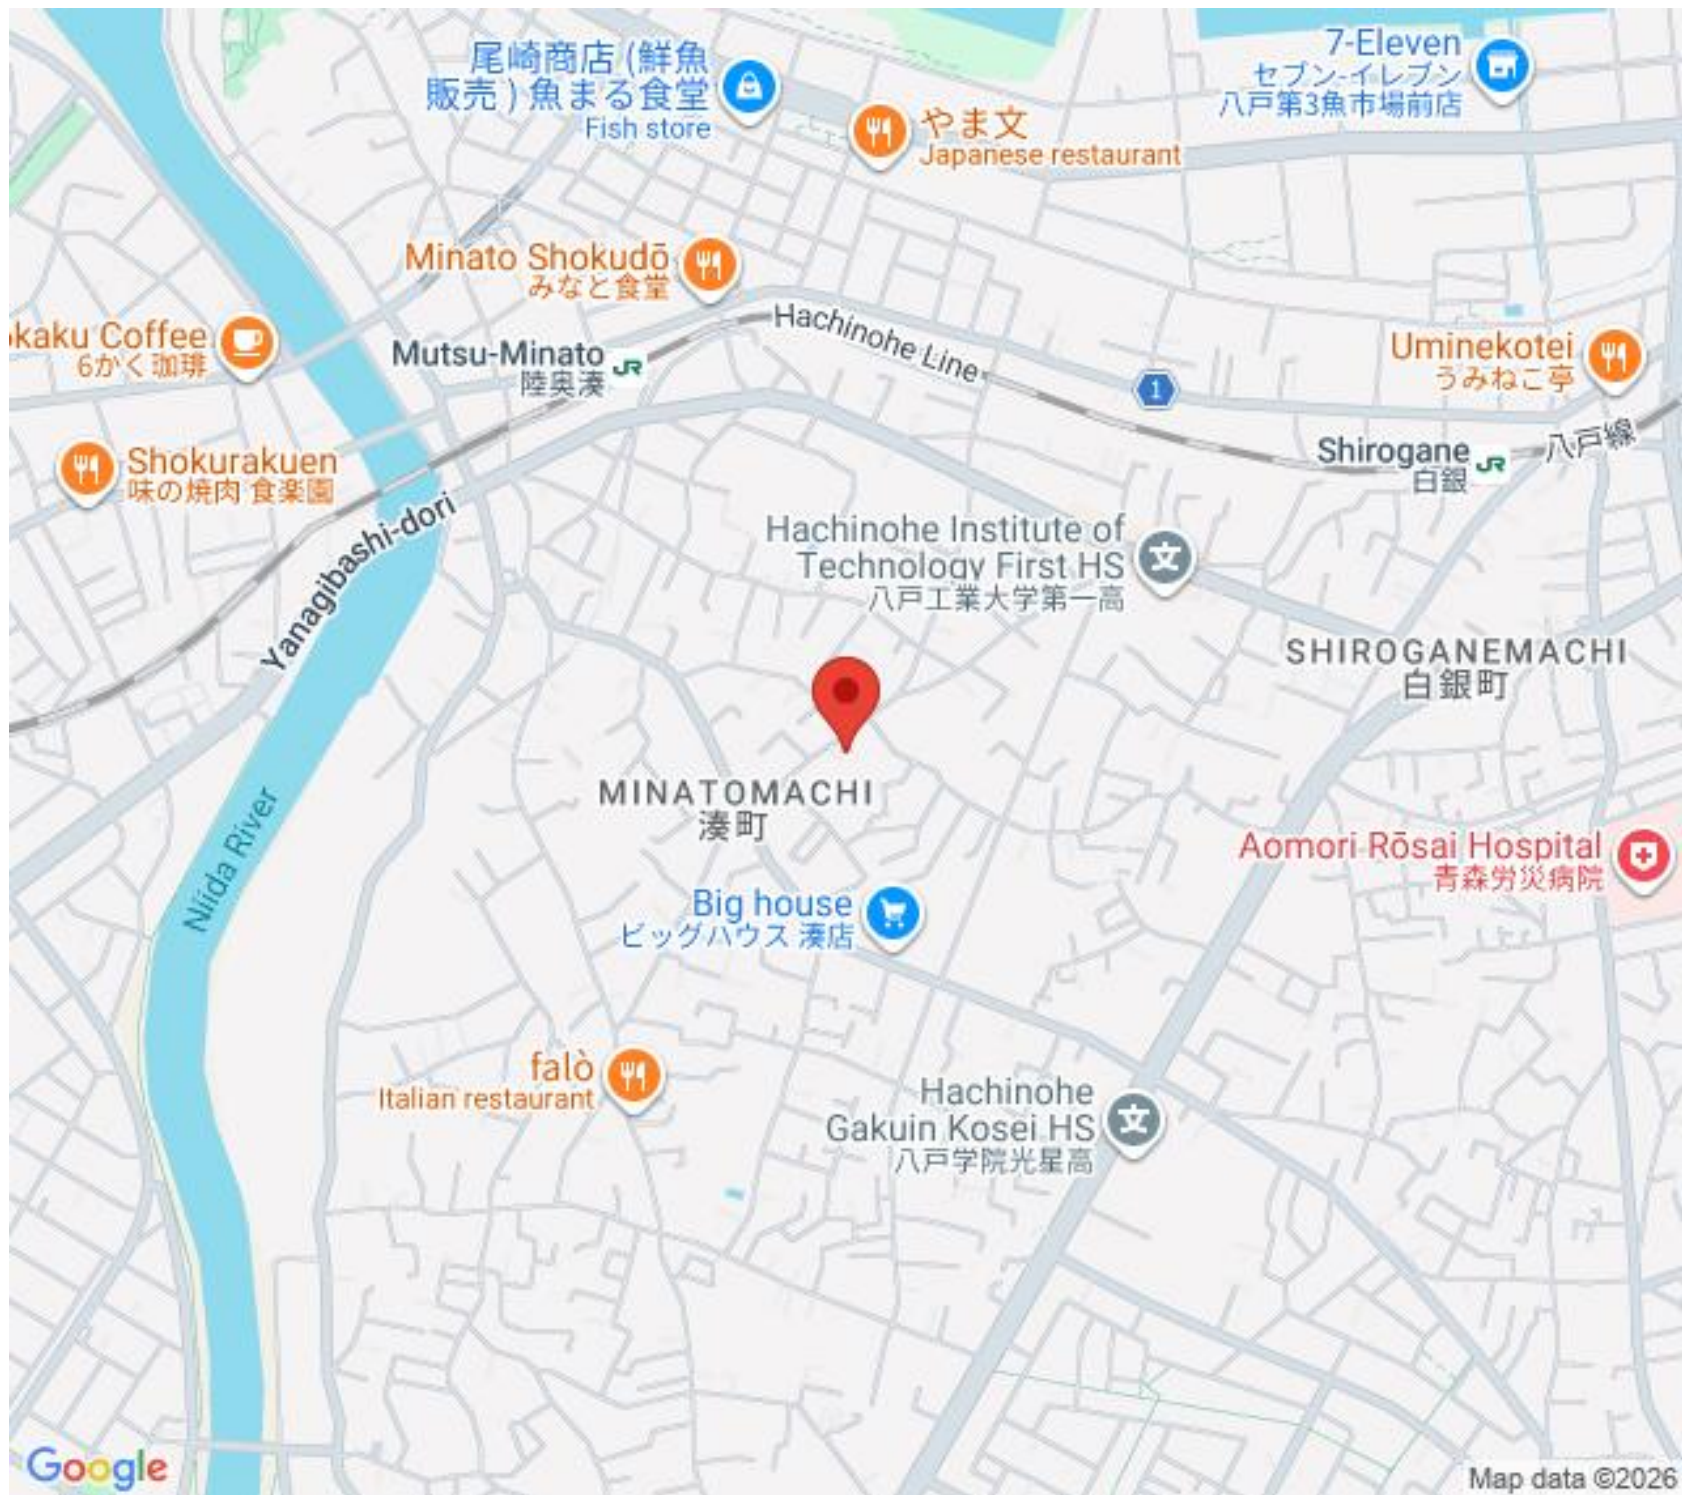 尾崎商店 (鮮魚
販売 ) 魚まる食堂
Fish store
7-Eleven
セブン-イレブン
八戸第3魚市場前店
やま文
Japanese restaurant
Minato Shokudō
みなと食堂
okaku Coffee
6かく珈琲
Mutsu-Minato
陸奥湊
JR
Hachinohe Line
1
Uminekotei
うみねこ亭
Shokurakuen
味の焼肉 食楽園
Shirogane
白銀
JR
八戸線
Yanagibashi-dori
Hachinohe Institute of
Technology First HS
八戸工業大学第一高
文
SHIROGANEMACHI
白銀町
MINATOMACHI
湊町
Niida River
Aomori Rōsai Hospital
青森労災病院
Big house
ビッグハウス 湊店
falò
Italian restaurant
Hachinohe
Gakuin Kosei HS
八戸学院光星高
文
Google
Map data ©2026